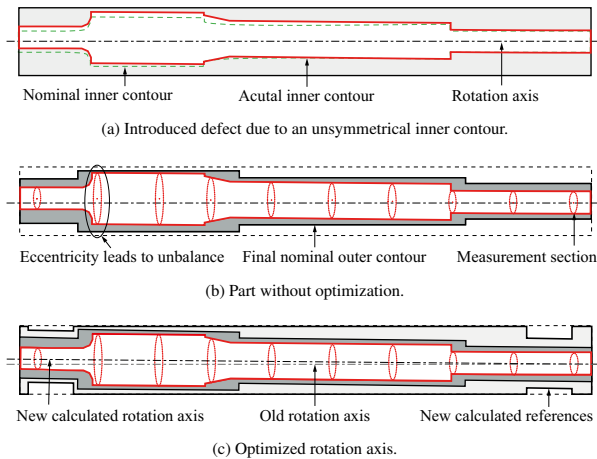 Nominal inner contour Acutal inner contour Rotation axis
(a) Introduced defect due to an unsymmetrical inner contour.
Eccentricity leads to unbalance Final nominal outer contour Measurement section
(b) Part without optimization.
New calculated rotation axis Old rotation axis New calculated references
(c) Optimized rotation axis.